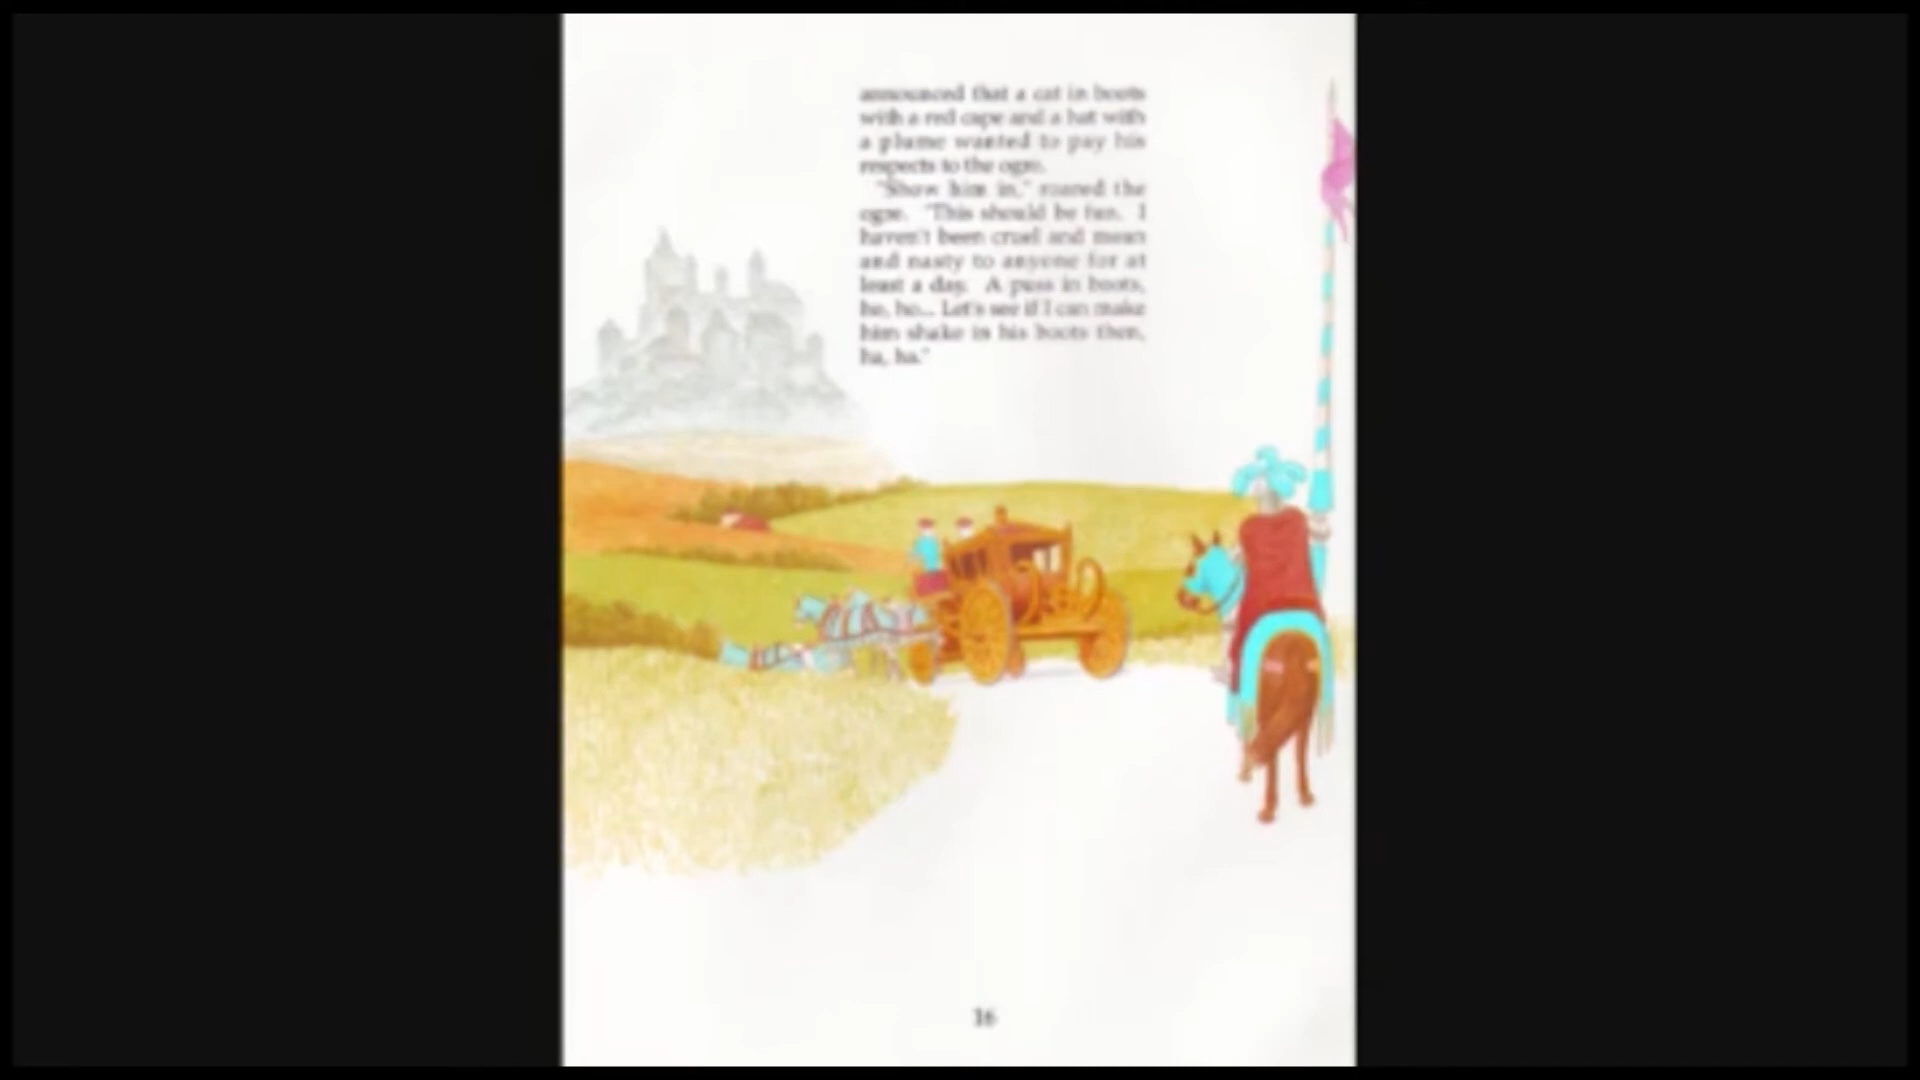 announced that a cat in boots
with a red cape and a hat with
a plume wanted to pay his
respects to the ogre.
"Show him in," roared the
ogre. "This should be fun. I
haven't been cruel and mean
and nasty to anyone for at
least a day. A puss in boots,
ho, ho... Let's see if I can make
him shake in his boots then,
ha, ha."
16